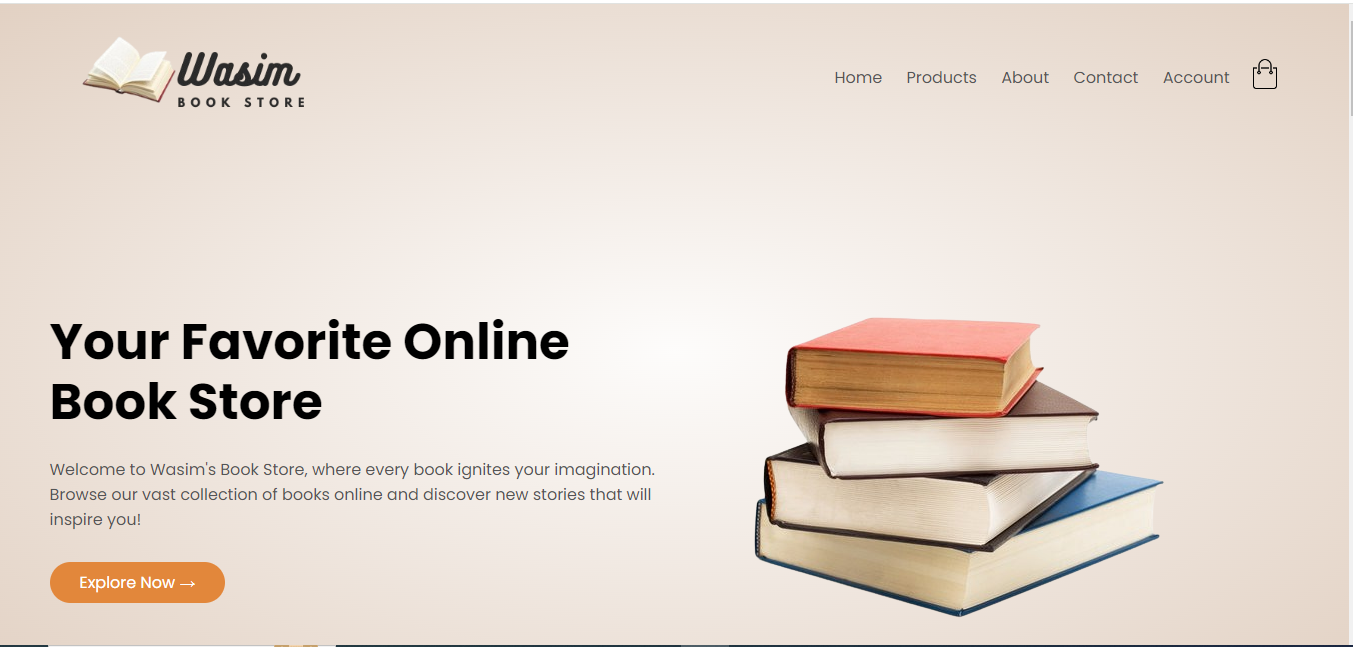 Wasim
BOOK STORE
Home Products About Contact Account
Your Favorite Online
Book Store
Welcome to Wasim's Book Store, where every book ignites your imagination.
Browse our vast collection of books online and discover new stories that will
inspire you!
Explore Now →